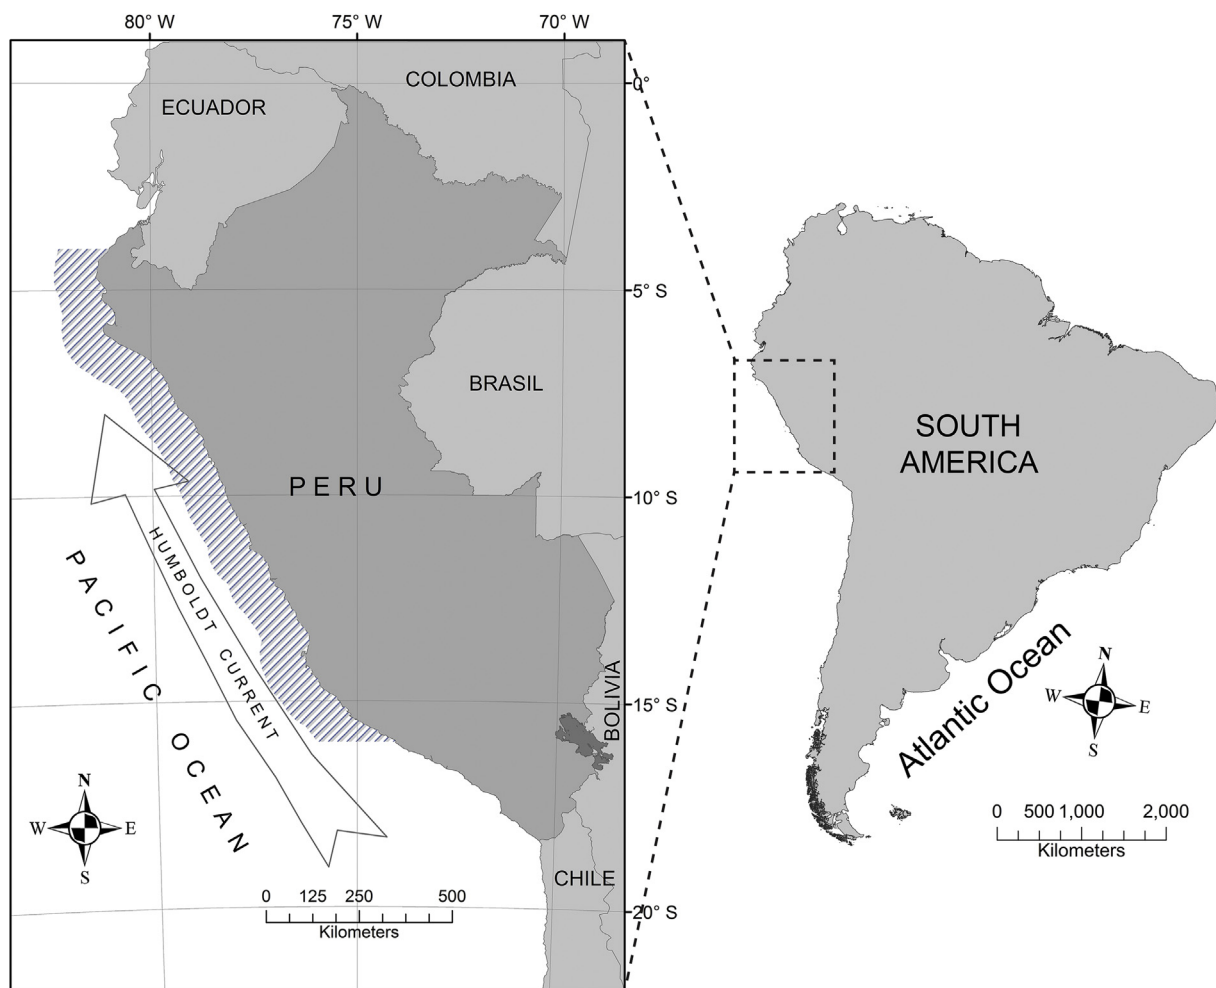 80° W 75° W 70° W
COLOMBIA
0°
ECUADOR
5° S
BRASIL
SOUTH
AMERICA
PERU
10° S
HUMBOLDT CURRENT
PACIFIC OCEAN
BOLIVIA
15° S
Atlantic Ocean
N
W E
S
N
W E
S
0 500 1,000 2,000
Kilometers
CHILE
0 125 250 500
Kilometers
20° S